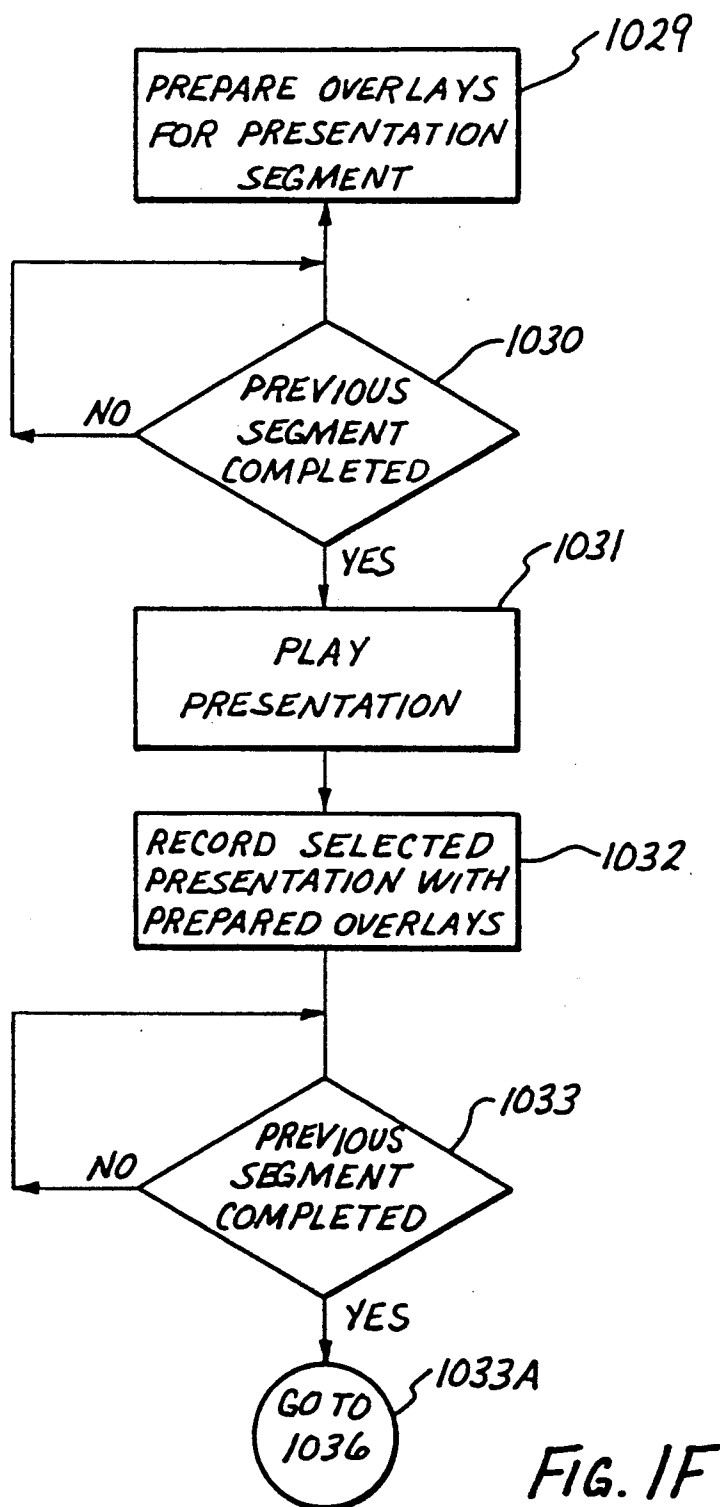 1029
PREPARE OVERLAYS
FOR PRESENTATION
SEGMENT
1030
PREVIOUS
SEGMENT
COMPLETED
NO
YES
1031
PLAY
PRESENTATION
RECORD SELECTED
PRESENTATION WITH
PREPARED OVERLAYS
1032
1033
PREVIOUS
SEGMENT
COMPLETED
NO
YES
1033A
GO TO
1036
FIG. 1F